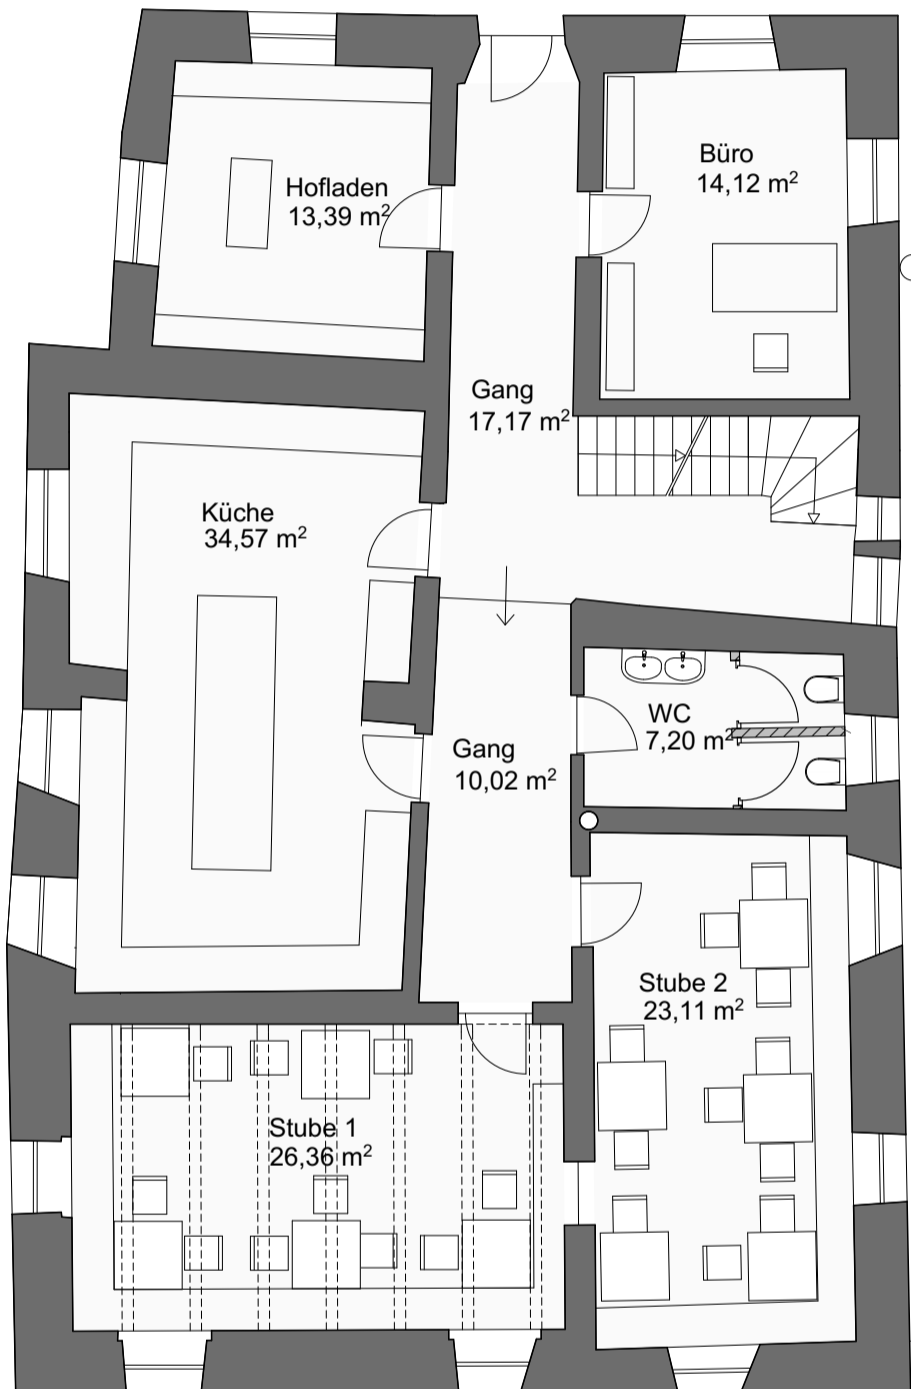 Hofladen
13,39 m²
Büro
14,12 m²
Gang
17,17 m²
Küche
34,57 m²
WC
7,20 m²
Gang
10,02 m²
Stube 2
23,11 m²
Stube 1
26,36 m²